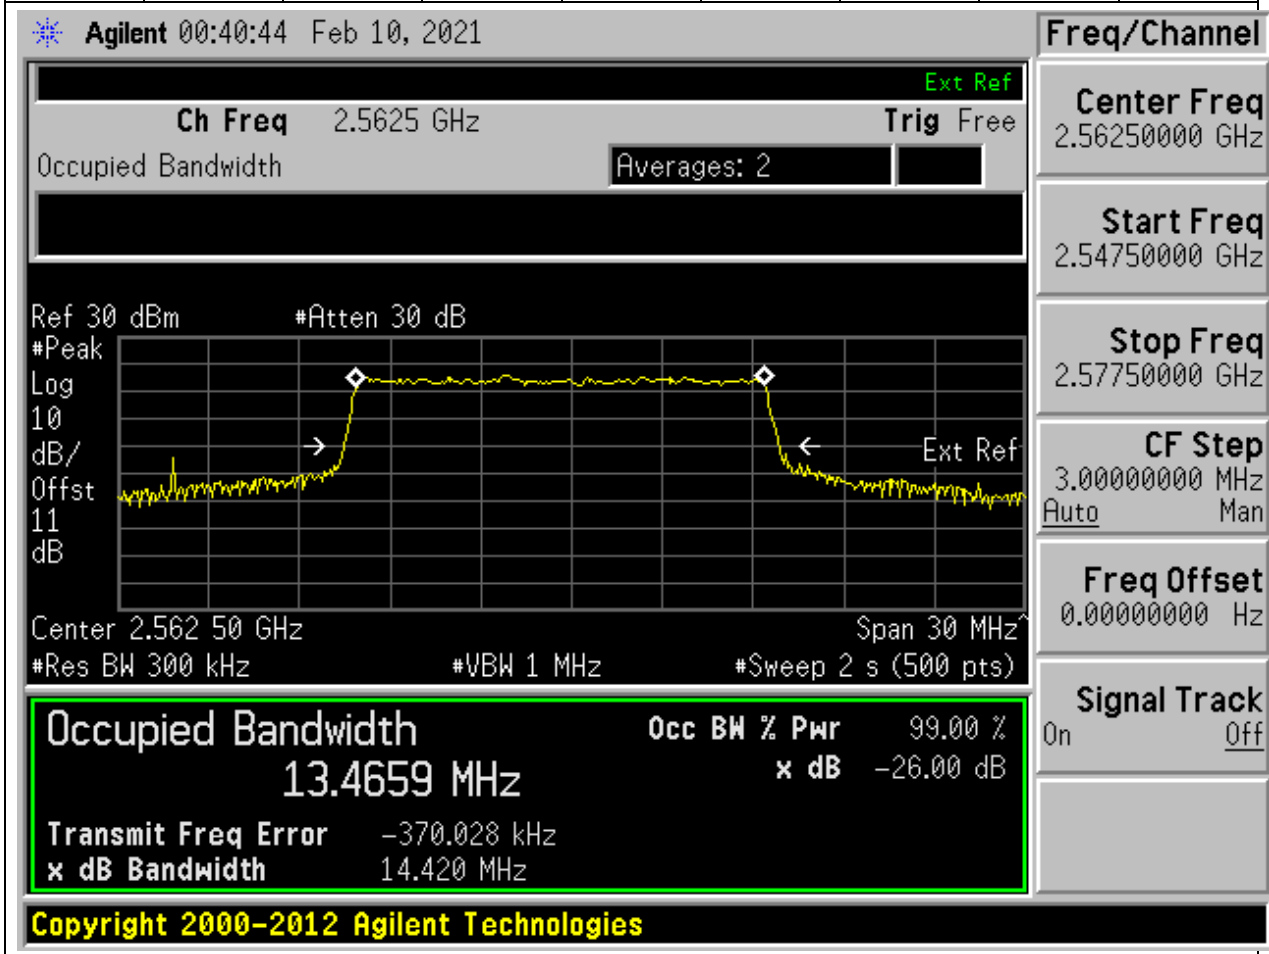 Agilent 00:40:44 Feb 10, 2021
Ext Ref
Ch Freq 2.5625 GHz Trig Free
Occupied Bandwidth Averages: 2
Ref 30 dBm #Atten 30 dB
#Peak
Log
10
dB/
Offst
11
dB
Ext Ref
Center 2.562 50 GHz Span 30 MHz^
#Res BW 300 kHz #VBW 1 MHz #Sweep 2 s (500 pts)
Occupied Bandwidth Occ BW % Pwr 99.00 %
13.4659 MHz x dB -26.00 dB
Transmit Freq Error -370.028 kHz
x dB Bandwidth 14.420 MHz
Copyright 2000-2012 Agilent Technologies
Freq/Channel
Center Freq
2.56250000 GHz
Start Freq
2.54750000 GHz
Stop Freq
2.57750000 GHz
CF Step
3.00000000 MHz
Auto Man
Freq Offset
0.00000000 Hz
Signal Track
On Off